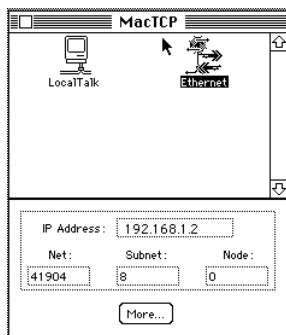 MacTCP
LocalTalk
Ethernet
IP Address: 192.168.1.2
Net: Subnet: Node:
41904 8 0
More...